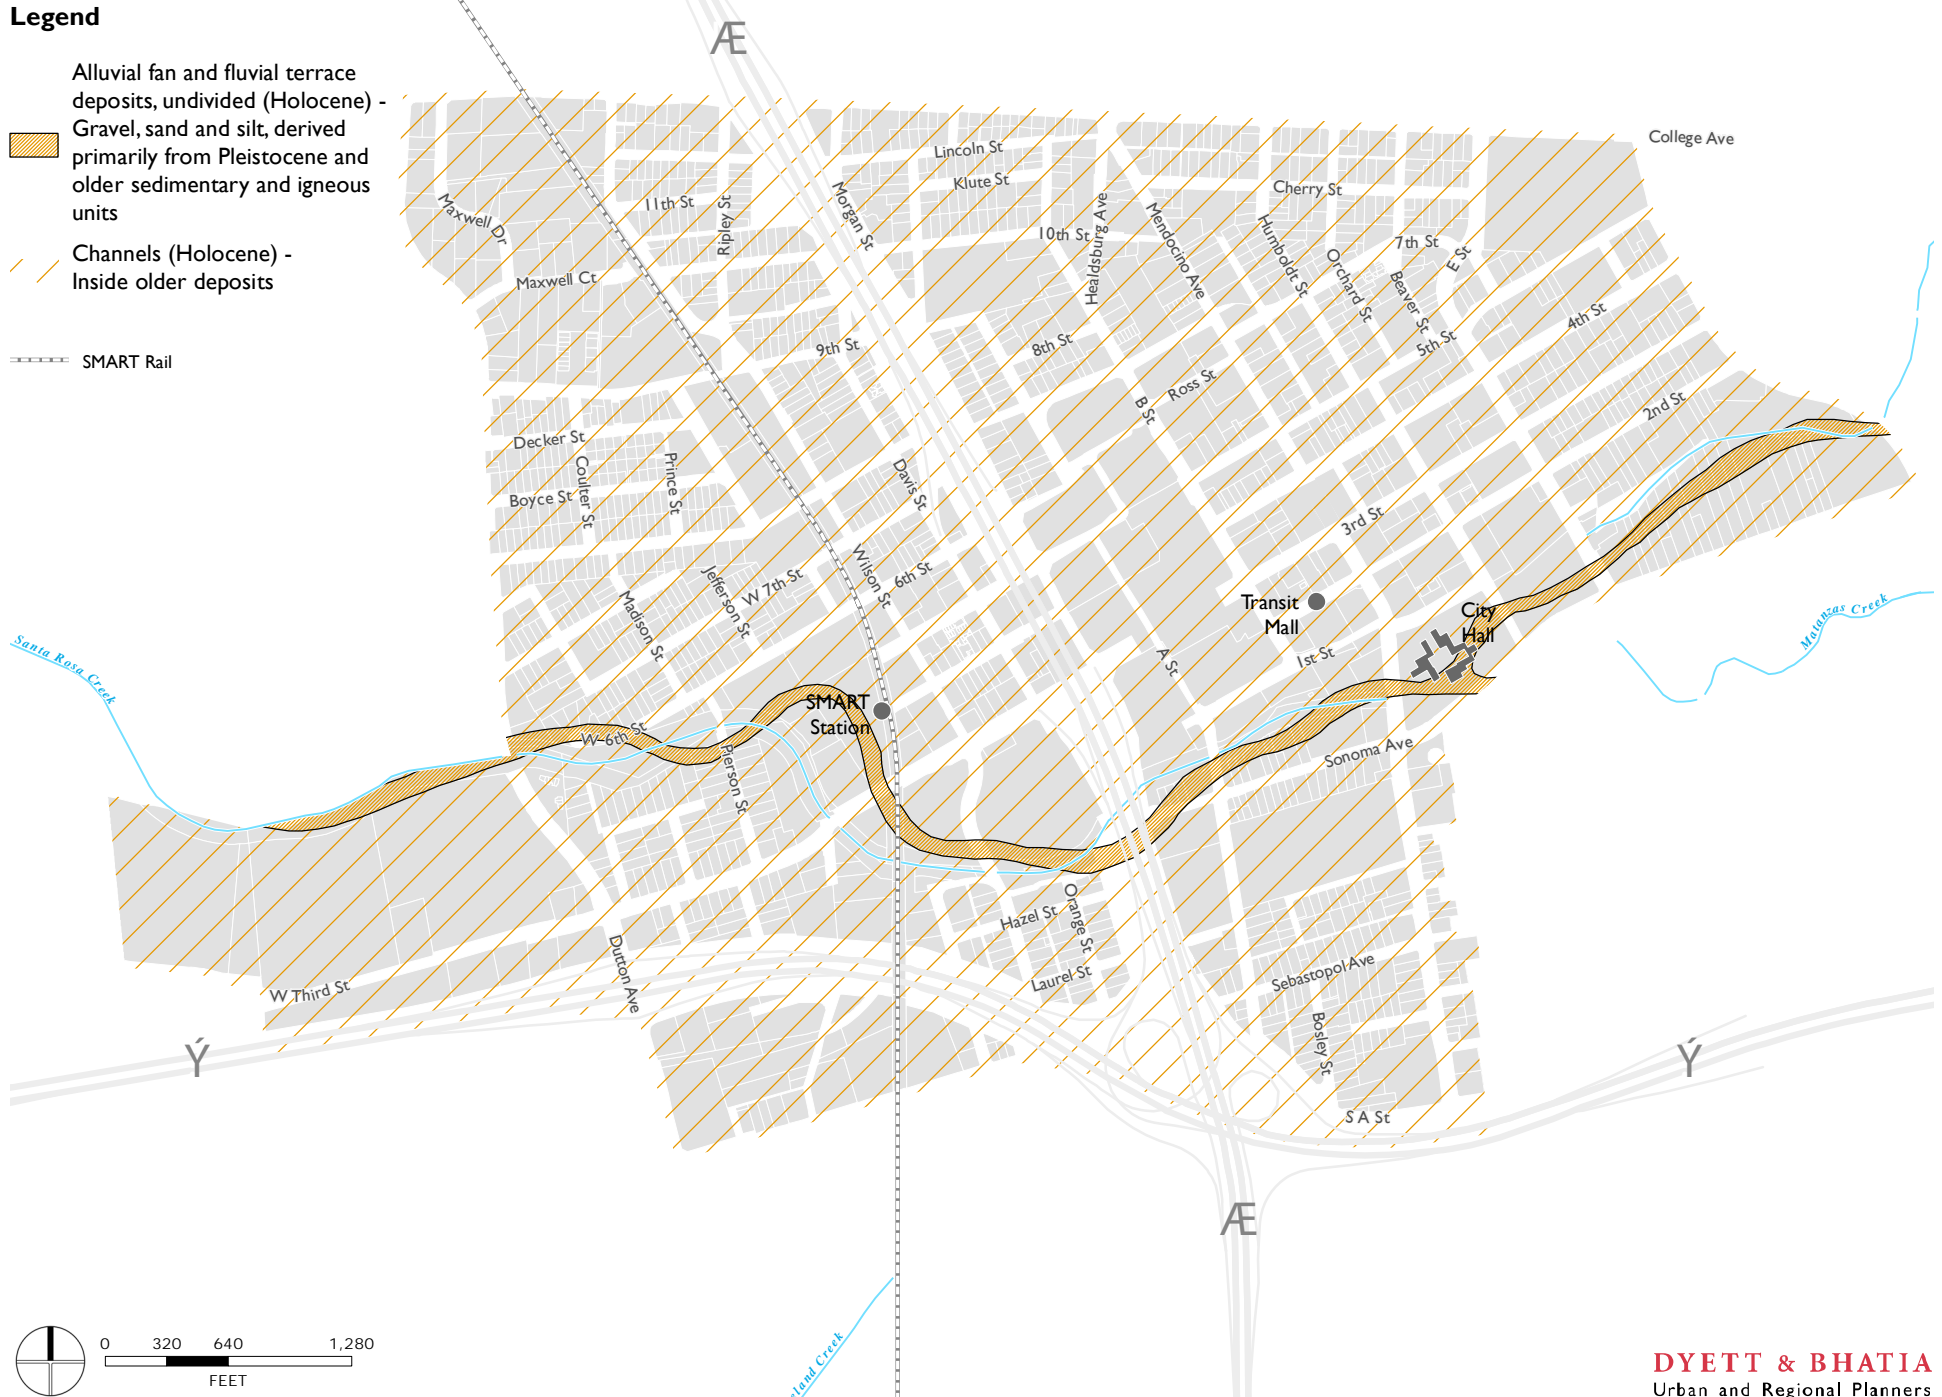 Legend
Alluvial fan and fluvial terrace
deposits, undivided (Holocene) -
Gravel, sand and silt, derived
primarily from Pleistocene and
older sedimentary and igneous
units
Channels (Holocene) -
Inside older deposits
SMART Rail
Æ
College Ave
Lincoln St
Klute St
Cherry St
11th St
Ripley St
Morgan St
Maxwell Dr
10th St
Healdsburg Ave
Mendocino Ave
Humboldt St
7th St
E St
Orchard St
Beaver St
Maxwell Ct
4th St
5th St
9th St
8th St
Ross St
B St
2nd St
Decker St
Coulter St
Prince St
Boyce St
Davis St
3rd St
Wilson St
6th St
W 7th St
Jefferson St
Madison St
Transit
Mall
City
Hall
Matanzas Creek
Santa Rosa Creek
A St
1st St
SMART
Station
W 6th St
Pierson St
Sonoma Ave
Hazel St
Orange St
Laurel St
Sebastopol Ave
Dutton Ave
W Third St
Bosley St
Ý
Ý
S A St
Æ
eland Creek
0 320 640 1,280
FEET
DYETT & BHATIA
Urban and Regional Planners